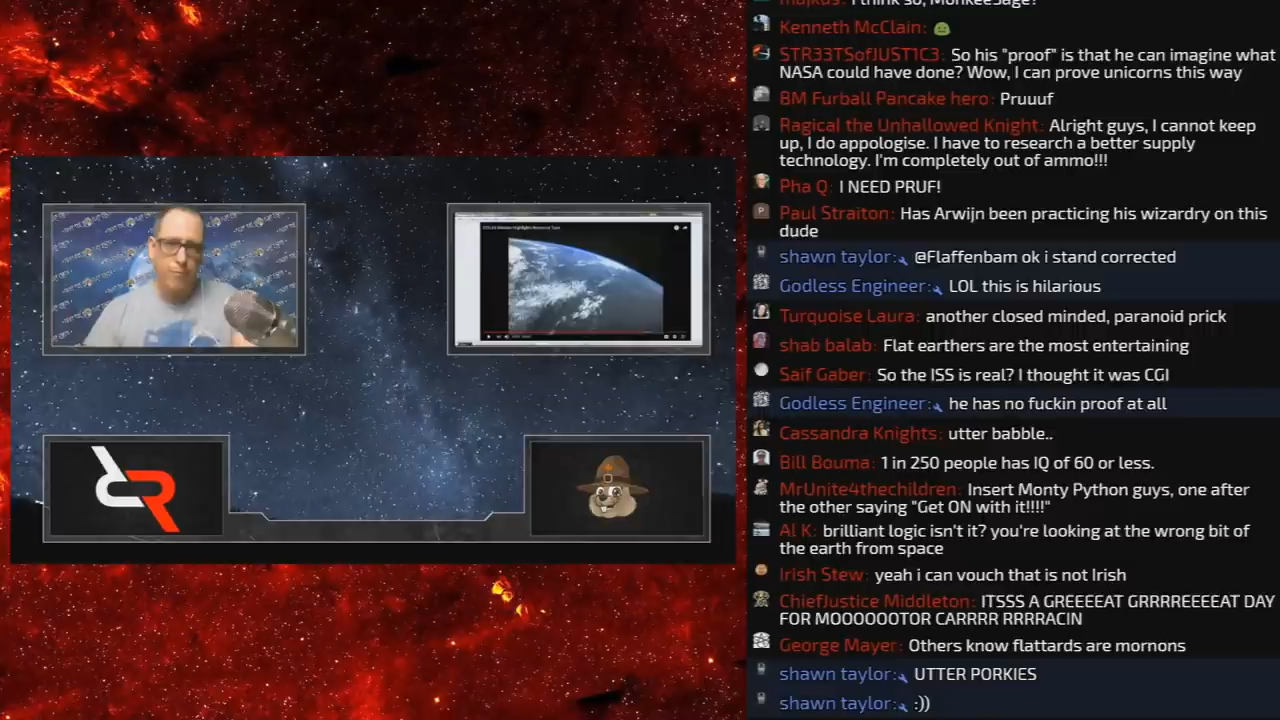 majkus: I think so, MonkeeSage?
Kenneth McClain:
STR33TSofJUST1C3: So his "proof" is that he can imagine what
NASA could have done? Wow, I can prove unicorns this way
BM Furball Pancake hero: Pruuuf
Ragical the Unhallowed Knight: Alright guys, I cannot keep
up, I do appologise. I have to research a better supply
technology. I'm completely out of ammo!!!
Pha Q: I NEED PRUF!
Paul Straiton: Has Arwijn been practicing his wizardry on this
dude
shawn taylor: @Flaffenbam ok i stand corrected
Godless Engineer: LOL this is hilarious
Turquoise Laura: another closed minded, paranoid prick
shab balab: Flat earthers are the most entertaining
Saif Gaber: So the ISS is real? I thought it was CGI
Godless Engineer: he has no fuckin proof at all
Cassandra Knights: utter babble..
Bill Bouma: 1 in 250 people has IQ of 60 or less.
MrUnite4thechildren: Insert Monty Python guys, one after
the other saying "Get ON with it!!!!"
Al K: brilliant logic isn't it? you're looking at the wrong bit of
the earth from space
Irish Stew: yeah i can vouch that is not Irish
ChiefJustice Middleton: ITSSS A GREEEEAT GRRRREEEEAT DAY
FOR MOOOOOOTOR CARRRR RRRRACIN
George Mayer: Others know flattards are mornons
shawn taylor: UTTER PORKIES
shawn taylor: :))
P